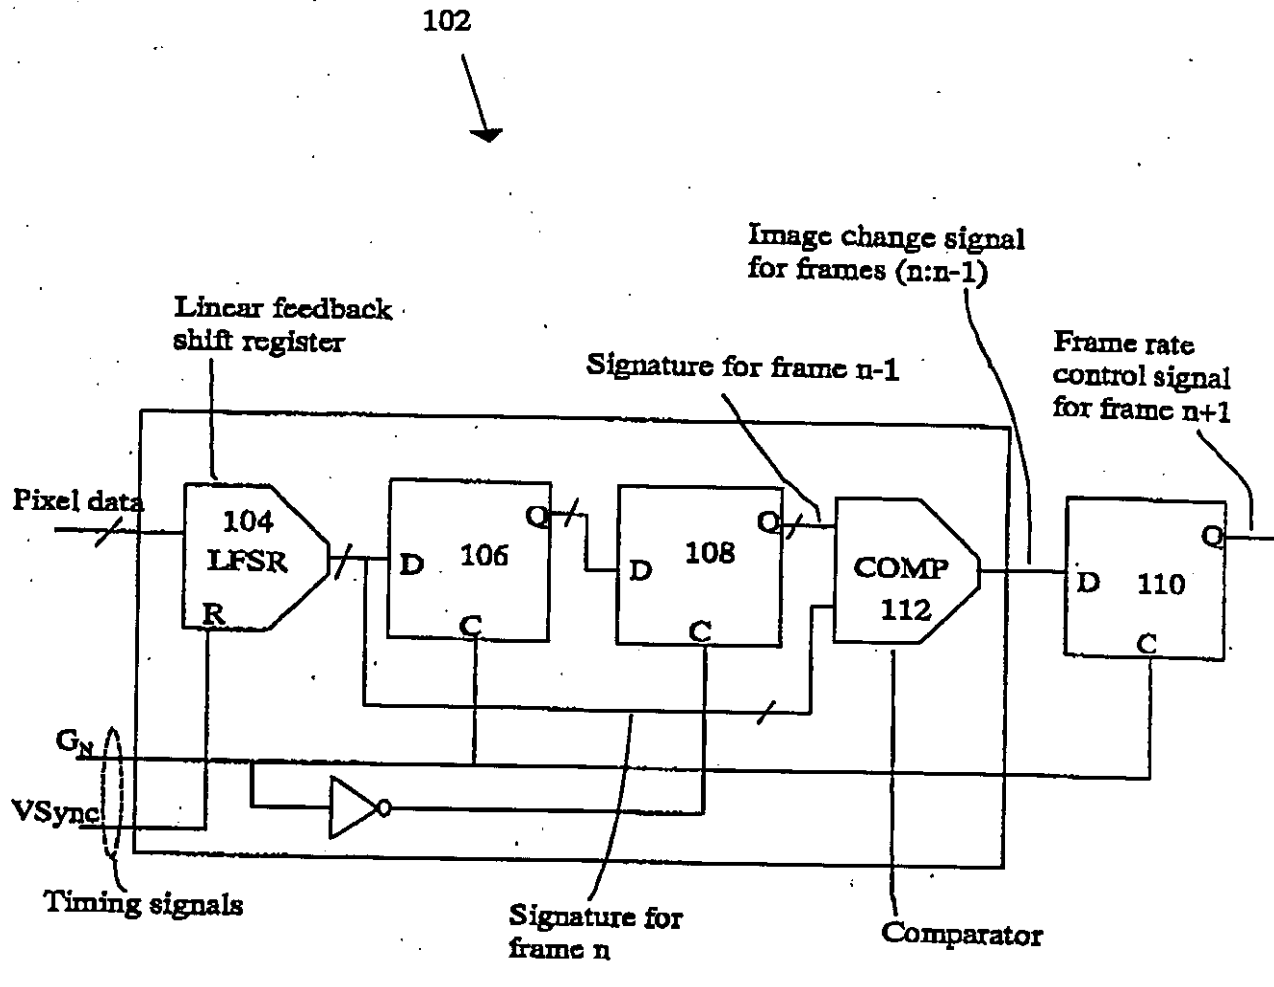 102
Image change signal
for frames (n:n-1)
Linear feedback
shift register
Frame rate
control signal
for frame n+1
Signature for frame n-1
Pixel data
104
LFSR
R
D
Q
106
C
D
Q
108
C
COMP
112
D
Q
110
C
GN
VSync
Timing signals
Signature for
frame n
Comparator